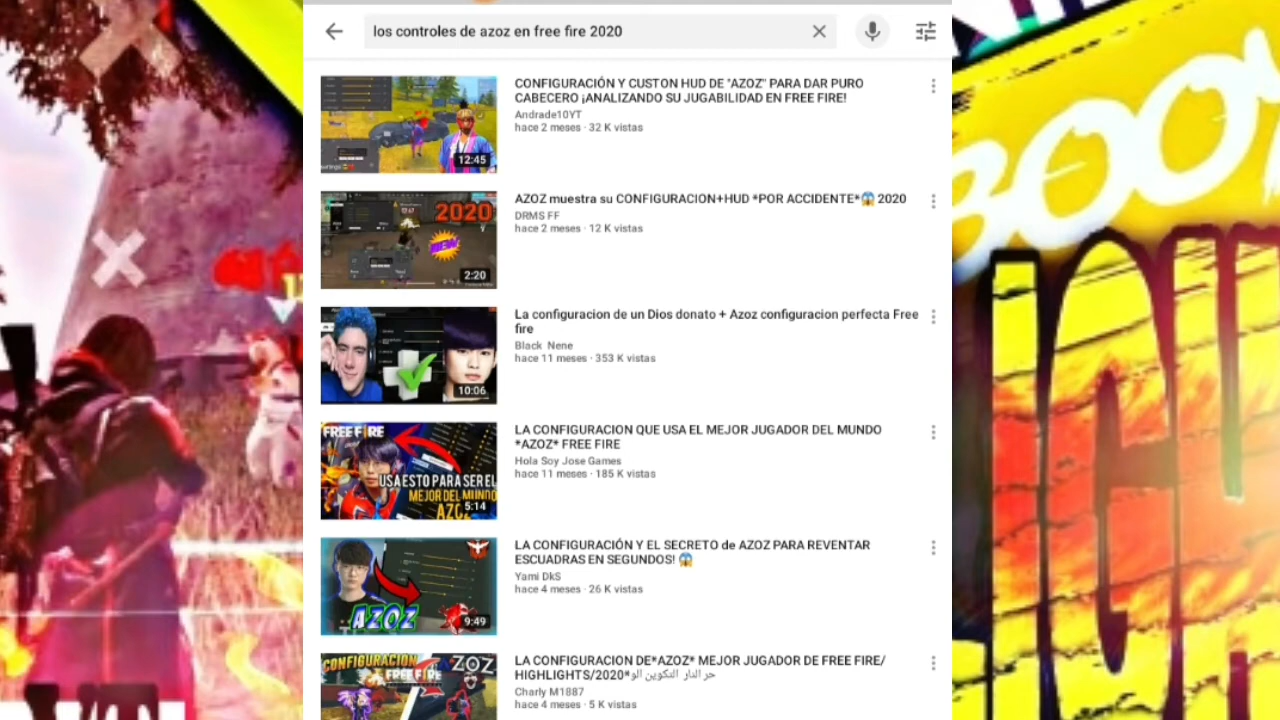 los controles de azoz en free fire 2020
CONFIGURACIÓN Y CUSTON HUD DE "AZOZ" PARA DAR PURO
CABECERO ¡ANALIZANDO SU JUGABILIDAD EN FREE FIRE!
Andrade10YT
hace 2 meses · 32 K vistas
12:45
AZOZ muestra su CONFIGURACION+HUD *POR ACCIDENTE*😱 2020
DRMS FF
hace 2 meses · 12 K vistas
2020
NEW
2:20
La configuracion de un Dios donato + Azoz configuracion perfecta Free
fire
Black Nene
hace 11 meses · 353 K vistas
10:06
LA CONFIGURACION QUE USA EL MEJOR JUGADOR DEL MUNDO
*AZOZ* FREE FIRE
Hola Soy Jose Games
hace 11 meses · 185 K vistas
FREE FIRE
USA ESTO PARA SER EL
MEJOR DEL MUNDO
5:14
LA CONFIGURACIÓN Y EL SECRETO de AZOZ PARA REVENTAR
ESCUADRAS EN SEGUNDOS! 😱
Yami DkS
hace 4 meses · 26 K vistas
AZOZ
9:49
LA CONFIGURACION DE*AZOZ* MEJOR JUGADOR DE FREE FIRE/
HIGHLIGHTS/2020*حر النار التكوين الو
Charly M1887
hace 4 meses · 5 K vistas
CONFIGURACION
FREE FIRE
ZOZ
BOO